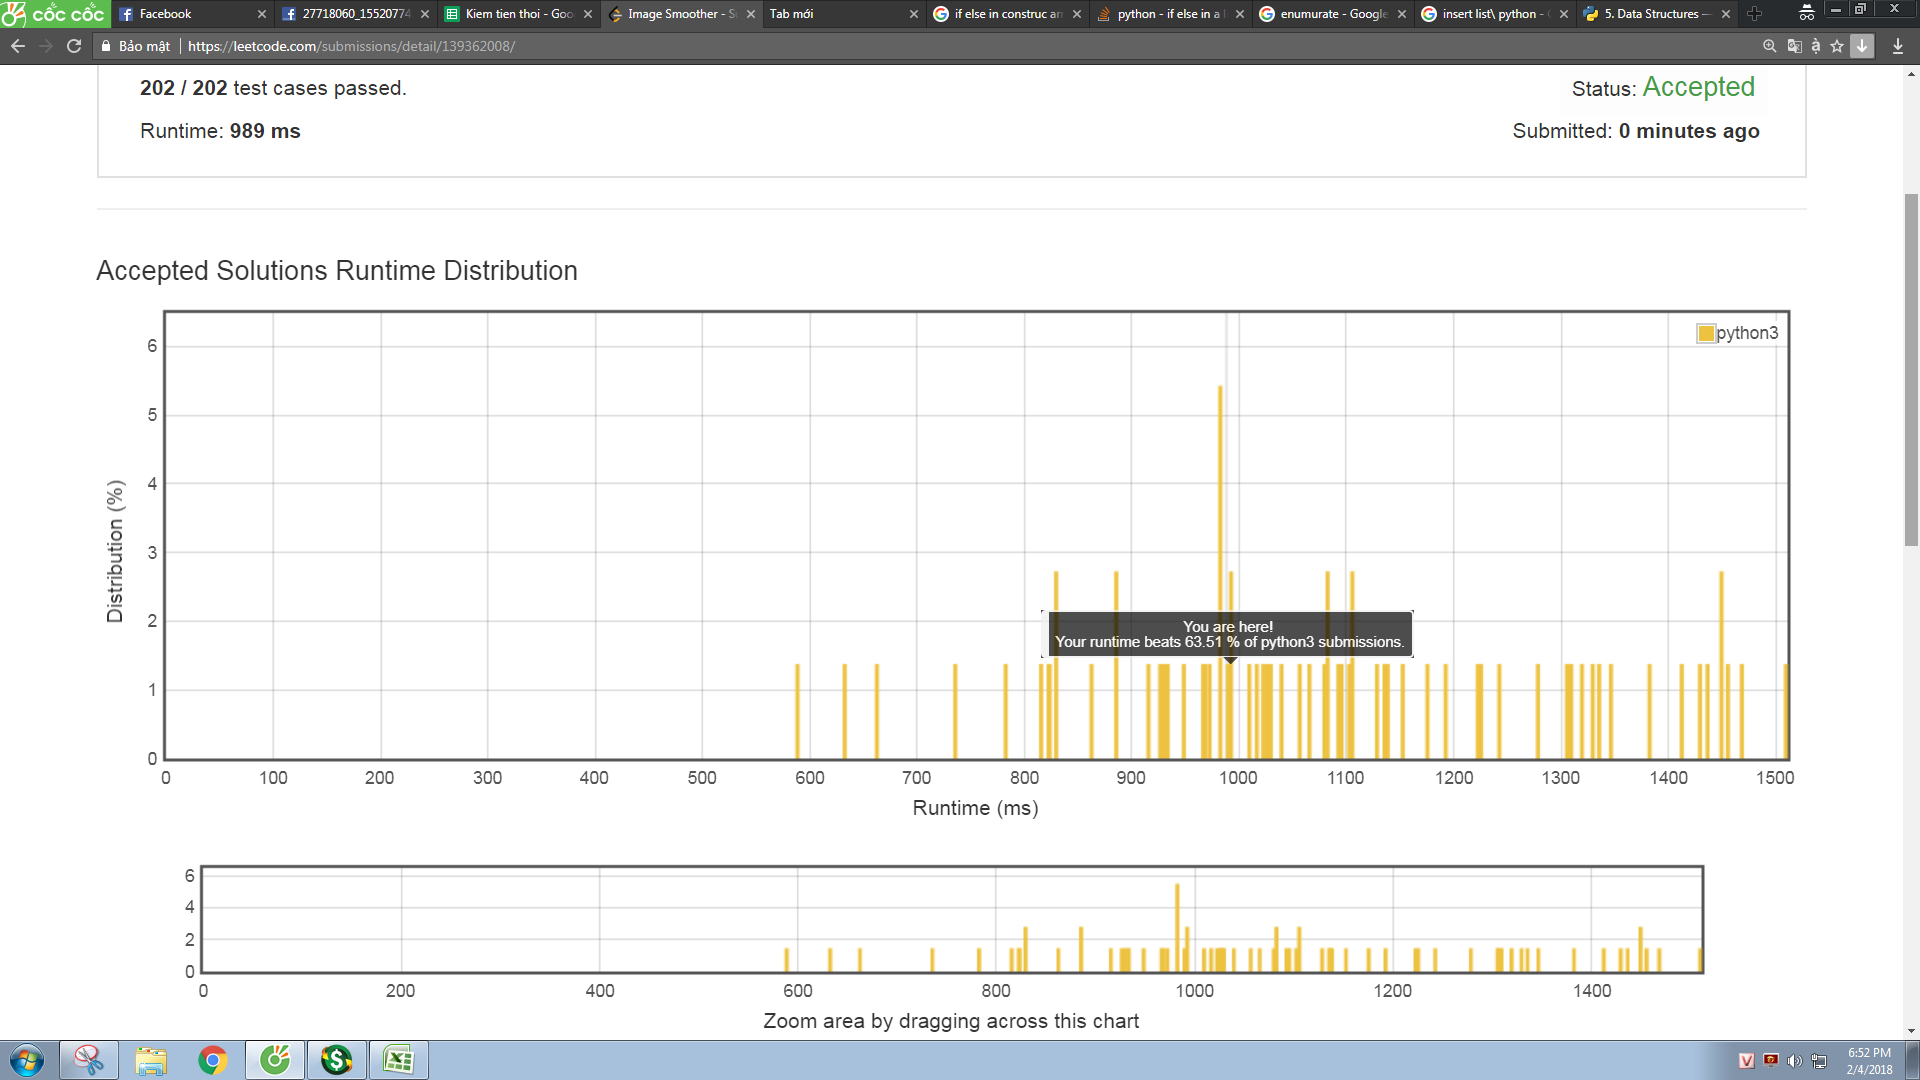 cốc cốc
Facebook
27718060_15520774
Kiem tien thoi - Goo
Image Smoother - S
Tab mới
if else in construc an
python - if else in a l
enumurate - Google
insert list\ python - G
5. Data Structures —
Bảo mật
https://leetcode.com/submissions/detail/139362008/
202 / 202 test cases passed.
Status: Accepted
Runtime: 989 ms
Submitted: 0 minutes ago
Accepted Solutions Runtime Distribution
python3
6
5
4
3
2
1
0
Distribution (%)
You are here!
Your runtime beats 63.51 % of python3 submissions.
0 100 200 300 400 500 600 700 800 900 1000 1100 1200 1300 1400 1500
Runtime (ms)
6
4
2
0
0 200 400 600 800 1000 1200 1400
Zoom area by dragging across this chart
6:52 PM
2/4/2018